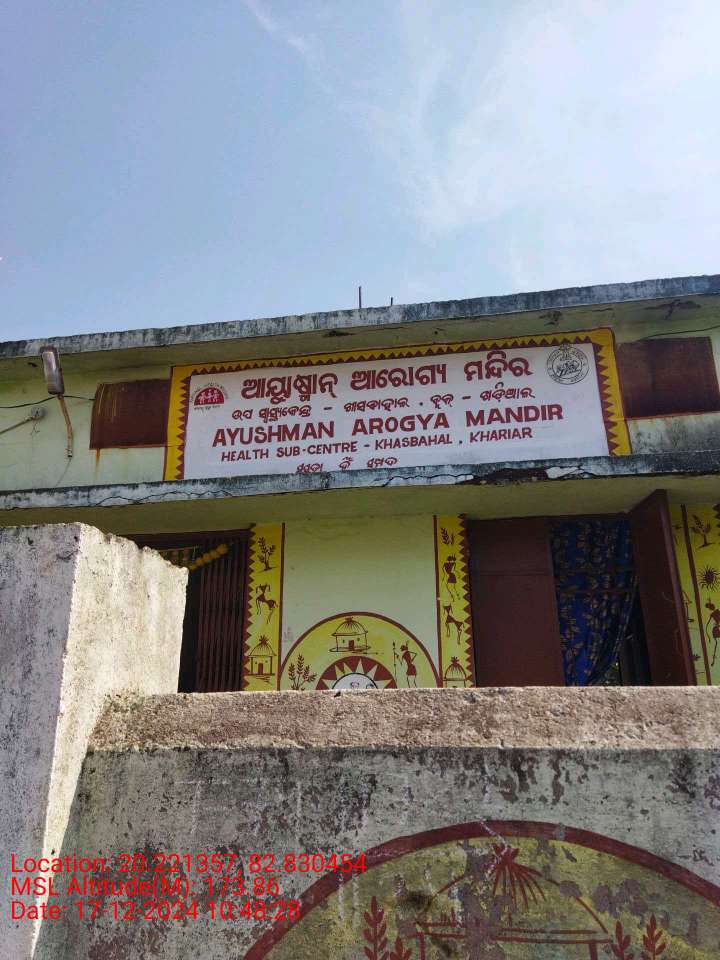 ଆୟୁଷ୍ମାନ୍ ଆରୋଗ୍ୟ ମନ୍ଦିର
ଉପ ସ୍ୱାସ୍ଥ୍ୟକେନ୍ଦ୍ର - ଖାସବାହାଲ, ବ୍ଲକ୍ - ଖଡ଼ିଆଳ
AYUSHMAN AROGYA MANDIR
HEALTH SUB-CENTRE - KHASBAHAL, KHARIAR
Location: 20.221357, 82.830454
MSL Altitude(M): 173.86
Date: 17-12-2024 10:48:28